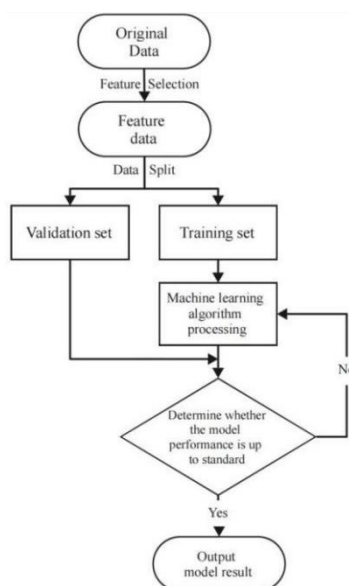 Original
Data
Feature Selection
Feature
data
Data Split
Validation set
Training set
Machine learning
algorithm
processing
No
Determine whether
the model
performance is up
to standard
Yes
Output
model result